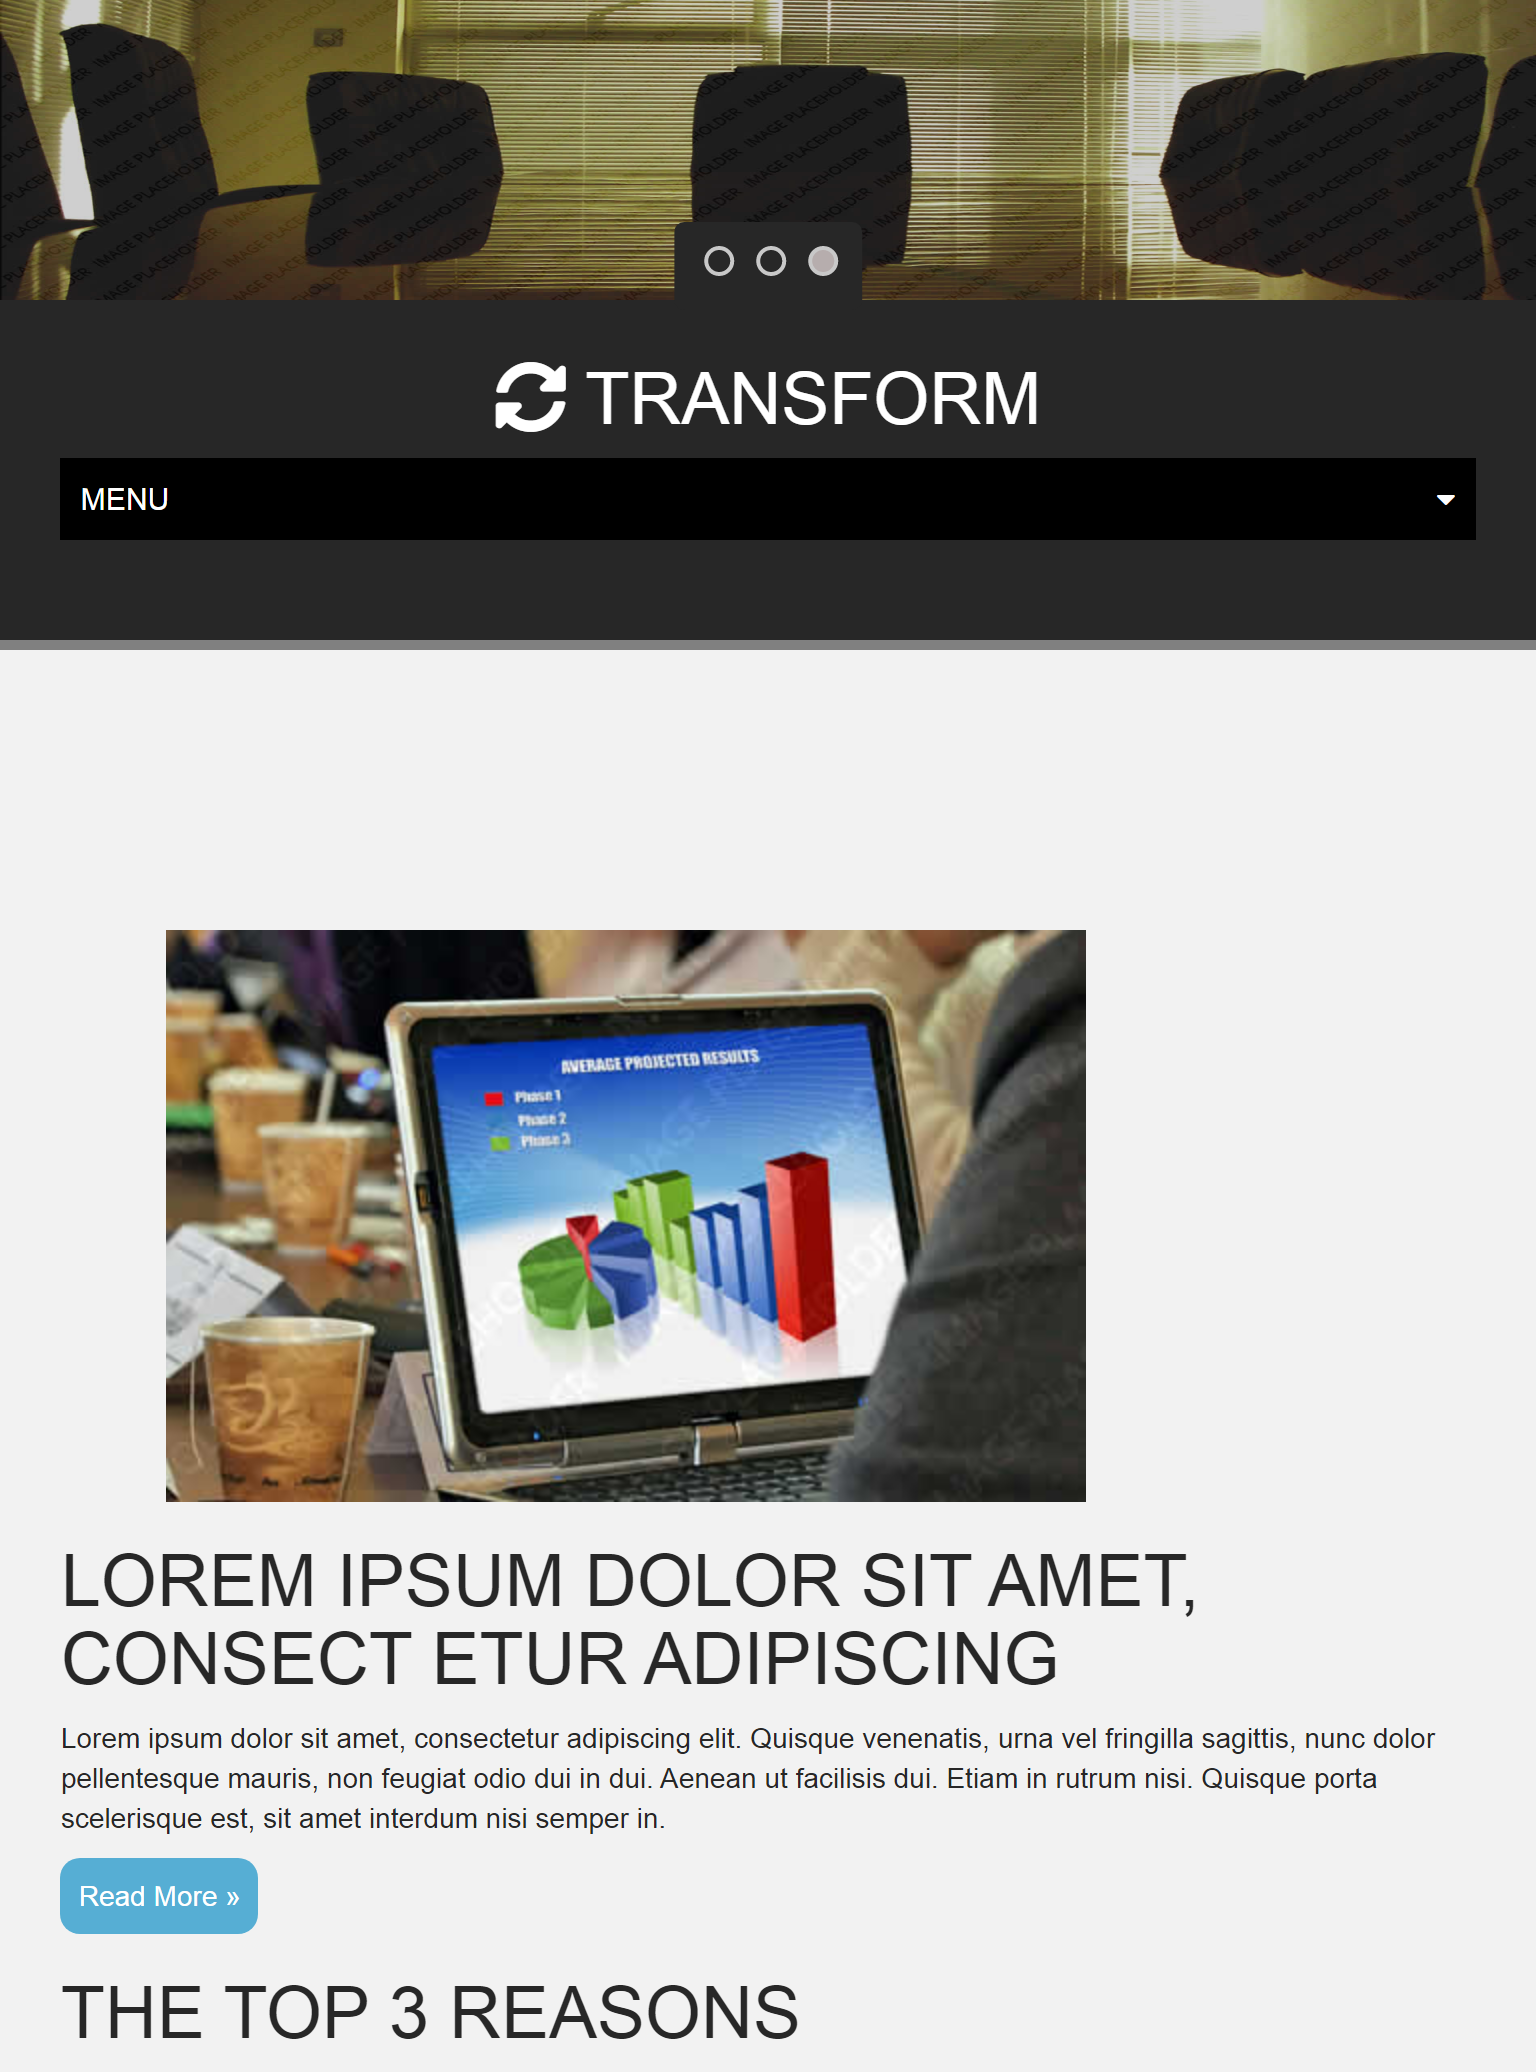 IMAGE PLACEHOLDER
TRANSFORM
MENU
AVERAGE PROJECTED RESULTS
Phase 1
Phase 2
Phase 3
LOREM IPSUM DOLOR SIT AMET,
CONSECT ETUR ADIPISCING
Lorem ipsum dolor sit amet, consectetur adipiscing elit. Quisque venenatis, urna vel fringilla sagittis, nunc dolor
pellentesque mauris, non feugiat odio dui in dui. Aenean ut facilisis dui. Etiam in rutrum nisi. Quisque porta
scelerisque est, sit amet interdum nisi semper in.
Read More »
THE TOP 3 REASONS